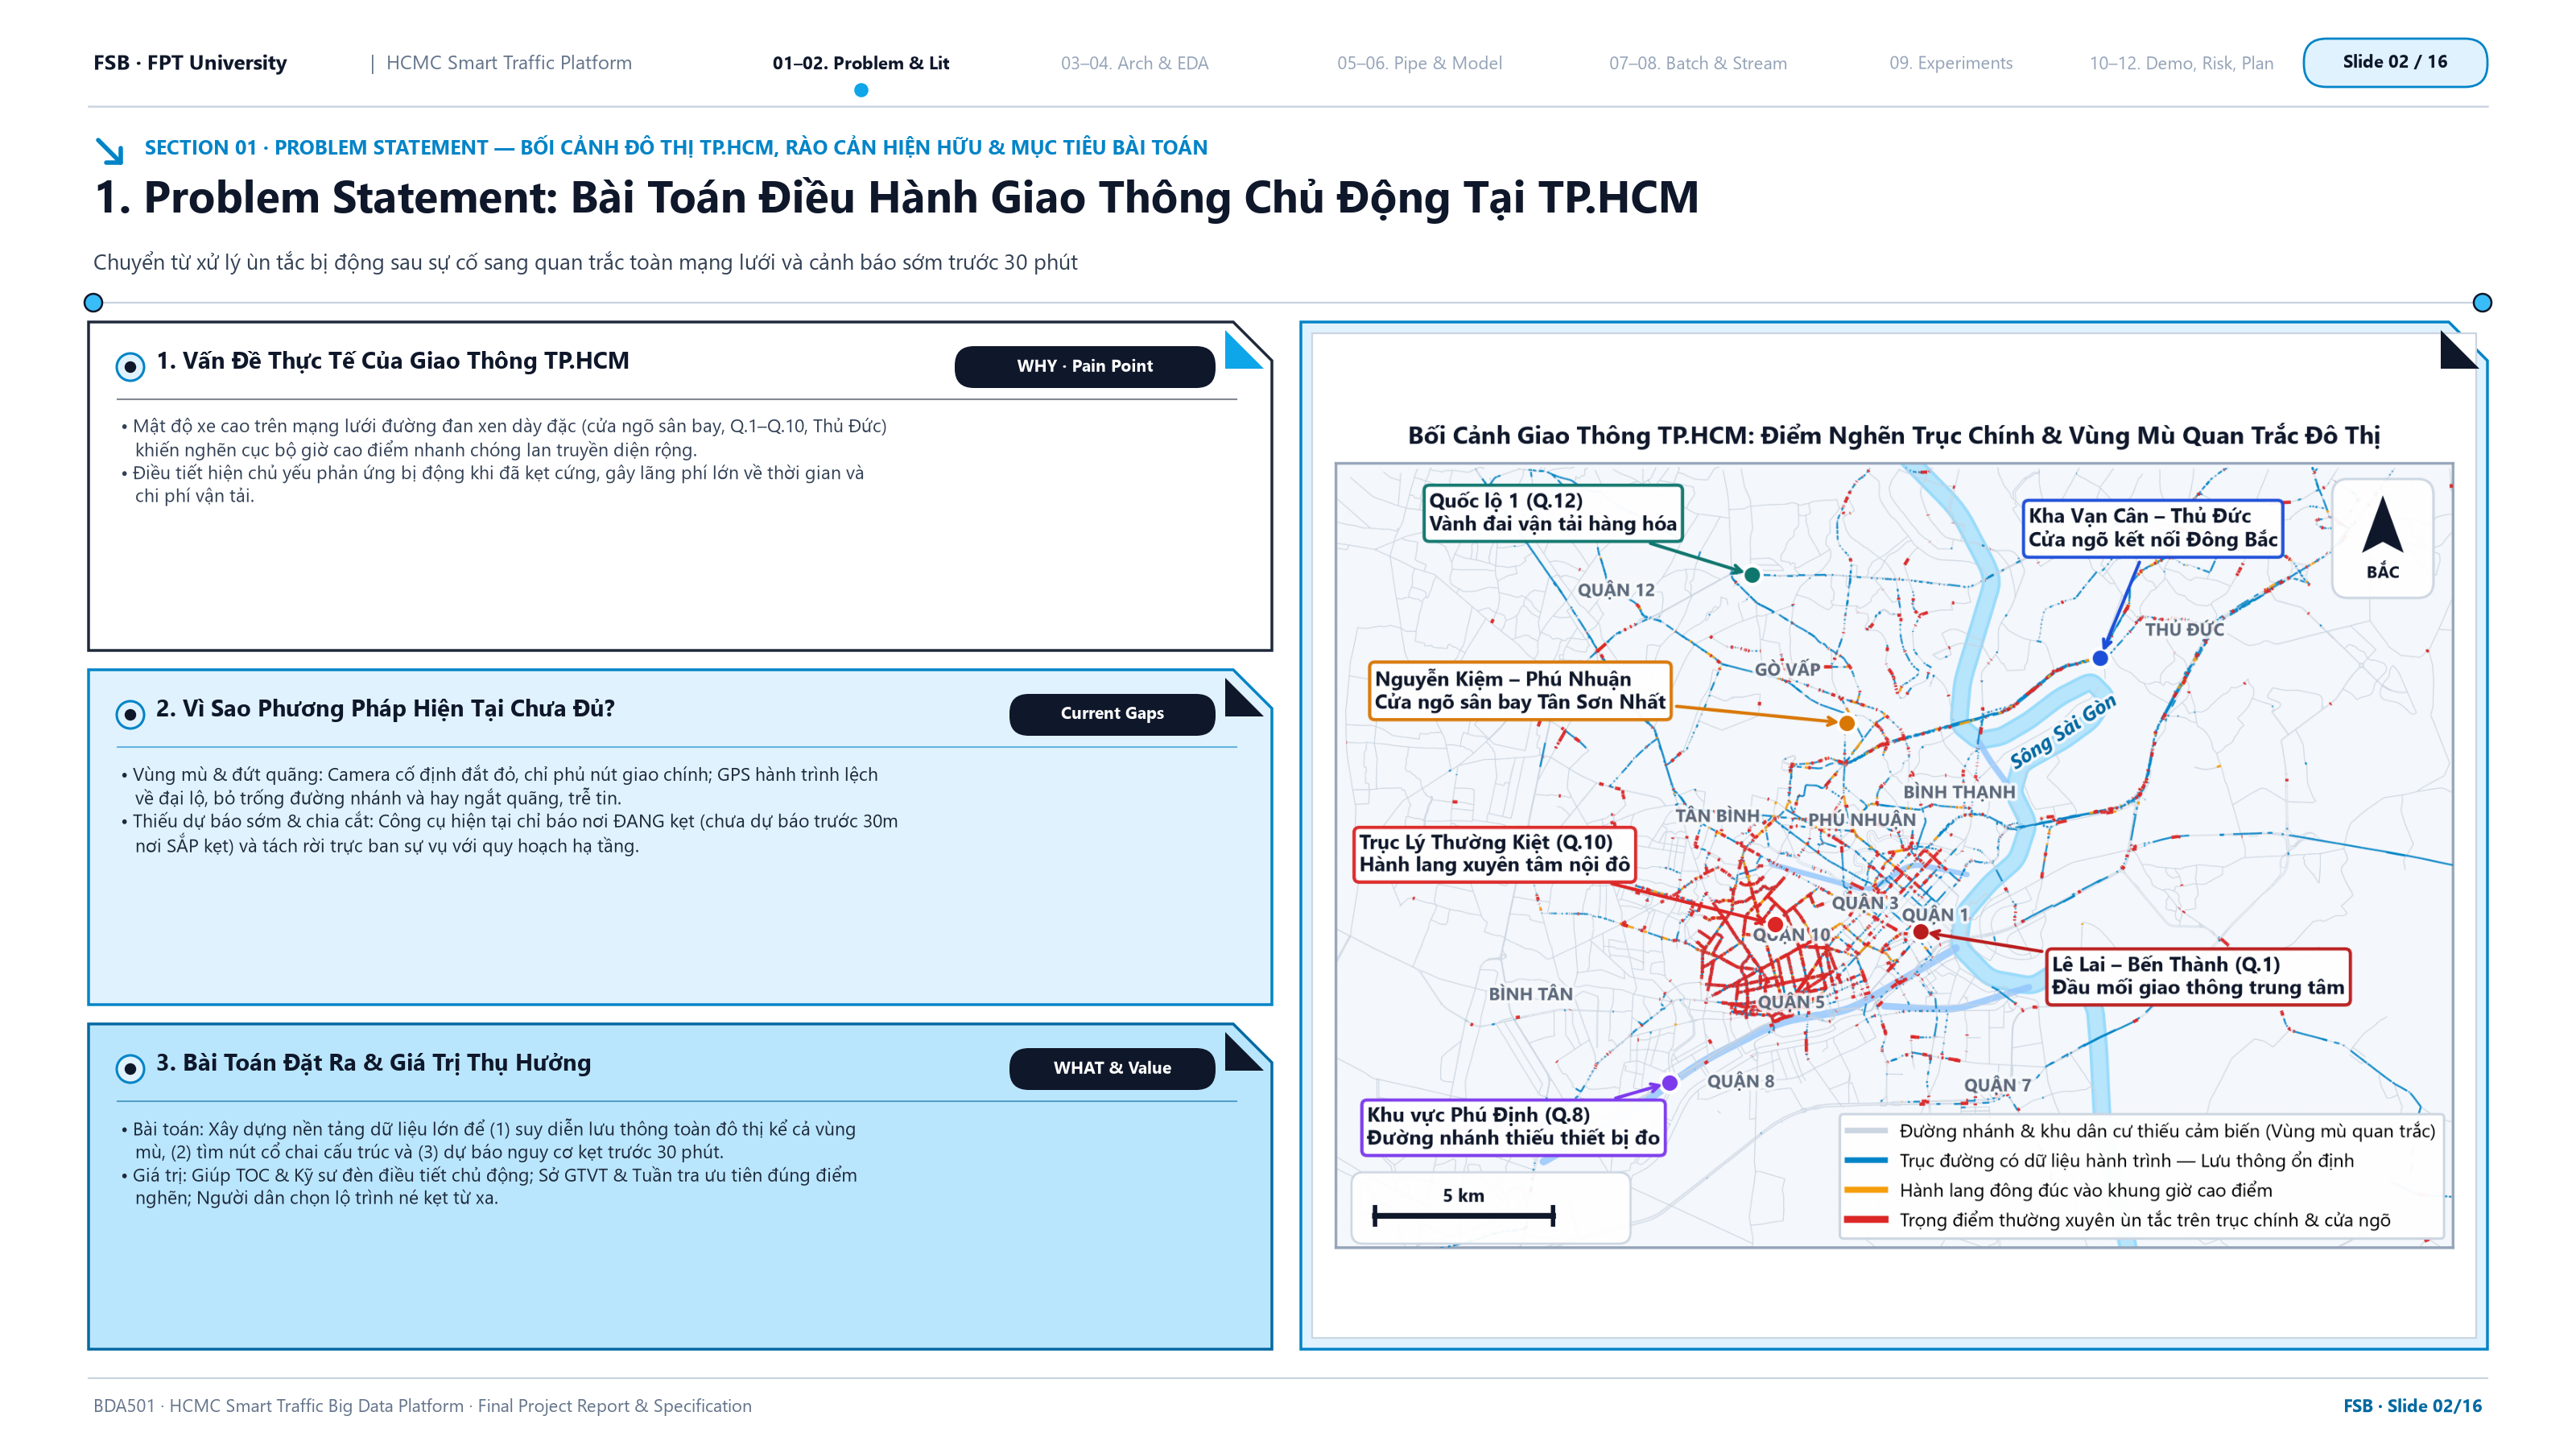 FSB · FPT University
| HCMC Smart Traffic Platform
01–02. Problem & Lit
03–04. Arch & EDA
05–06. Pipe & Model
07–08. Batch & Stream
09. Experiments
10–12. Demo, Risk, Plan
Slide 02 / 16
SECTION 01 · PROBLEM STATEMENT — BỐI CẢNH ĐÔ THỊ TP.HCM, RÀO CẢN HIỆN HỮU & MỤC TIÊU BÀI TOÁN
1. Problem Statement: Bài Toán Điều Hành Giao Thông Chủ Động Tại TP.HCM
Chuyển từ xử lý ùn tắc bị động sau sự cố sang quan trắc toàn mạng lưới và cảnh báo sớm trước 30 phút
1. Vấn Đề Thực Tế Của Giao Thông TP.HCM
WHY · Pain Point
• Mật độ xe cao trên mạng lưới đường đan xen dày đặc (cửa ngõ sân bay, Q.1–Q.10, Thủ Đức)
khiến nghẽn cục bộ giờ cao điểm nhanh chóng lan truyền diện rộng.
• Điều tiết hiện chủ yếu phản ứng bị động khi đã kẹt cứng, gây lãng phí lớn về thời gian và
chi phí vận tải.
2. Vì Sao Phương Pháp Hiện Tại Chưa Đủ?
Current Gaps
• Vùng mù & đứt quãng: Camera cố định đắt đỏ, chỉ phủ nút giao chính; GPS hành trình lệch
về đại lộ, bỏ trống đường nhánh và hay ngắt quãng, trễ tin.
• Thiếu dự báo sớm & chia cắt: Công cụ hiện tại chỉ báo nơi ĐANG kẹt (chưa dự báo trước 30m
nơi SẮP kẹt) và tách rời trực ban sự vụ với quy hoạch hạ tầng.
3. Bài Toán Đặt Ra & Giá Trị Thụ Hưởng
WHAT & Value
• Bài toán: Xây dựng nền tảng dữ liệu lớn để (1) suy diễn lưu thông toàn đô thị kể cả vùng
mù, (2) tìm nút cổ chai cấu trúc và (3) dự báo nguy cơ kẹt trước 30 phút.
• Giá trị: Giúp TOC & Kỹ sư đèn điều tiết chủ động; Sở GTVT & Tuần tra ưu tiên đúng điểm
nghẽn; Người dân chọn lộ trình né kẹt từ xa.
Bối Cảnh Giao Thông TP.HCM: Điểm Nghẽn Trục Chính & Vùng Mù Quan Trắc Đô Thị
Quốc lộ 1 (Q.12)
Vành đai vận tải hàng hóa
Kha Vạn Cân – Thủ Đức
Cửa ngõ kết nối Đông Bắc
BẮC
QUẬN 12
THỦ ĐỨC
GÒ VẤP
Nguyễn Kiệm – Phú Nhuận
Cửa ngõ sân bay Tân Sơn Nhất
Sông Sài Gòn
BÌNH THẠNH
TÂN BÌNH
PHÚ NHUẬN
Trục Lý Thường Kiệt (Q.10)
Hành lang xuyên tâm nội đô
QUẬN 3
QUẬN 1
QUẬN 10
Lê Lai – Bến Thành (Q.1)
Đầu mối giao thông trung tâm
BÌNH TÂN
QUẬN 5
QUẬN 8
QUẬN 7
Khu vực Phú Định (Q.8)
Đường nhánh thiếu thiết bị đo
5 km
Đường nhánh & khu dân cư thiếu cảm biến (Vùng mù quan trắc)
Trục đường có dữ liệu hành trình — Lưu thông ổn định
Hành lang đông đúc vào khung giờ cao điểm
Trọng điểm thường xuyên ùn tắc trên trục chính & cửa ngõ
BDA501 · HCMC Smart Traffic Big Data Platform · Final Project Report & Specification
FSB · Slide 02/16